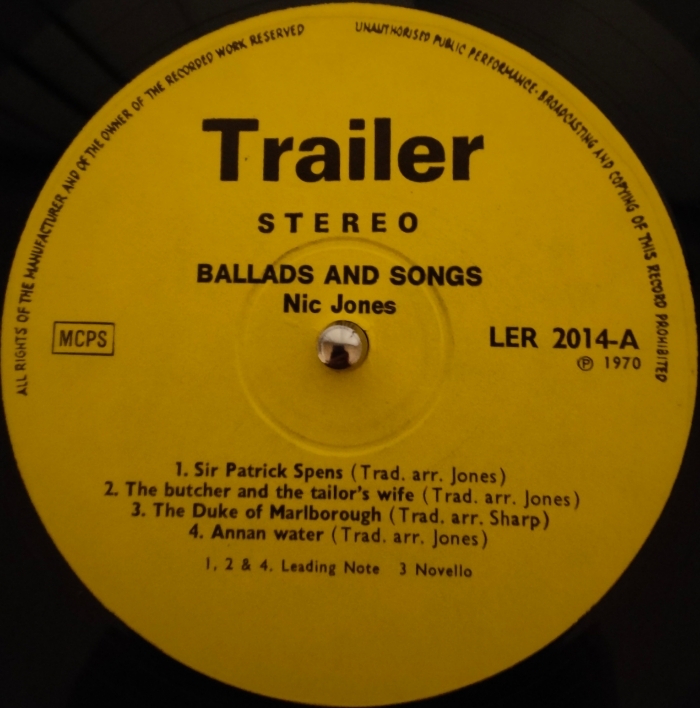 ALL RIGHTS OF THE MANUFACTURER AND OF THE OWNER OF THE RECORDED WORK RESERVED
UNAUTHORISED PUBLIC PERFORMANCE· BROADCASTING AND COPYING OF THIS RECORD PROHIBITED
Trailer
STEREO
BALLADS AND SONGS
Nic Jones
MCPS
LER 2014-A
℗ 1970
1. Sir Patrick Spens (Trad. arr. Jones)
2. The butcher and the tailor's wife (Trad. arr. Jones)
3. The Duke of Marlborough (Trad. arr. Sharp)
4. Annan water (Trad. arr. Jones)
1, 2 & 4. Leading Note 3 Novello